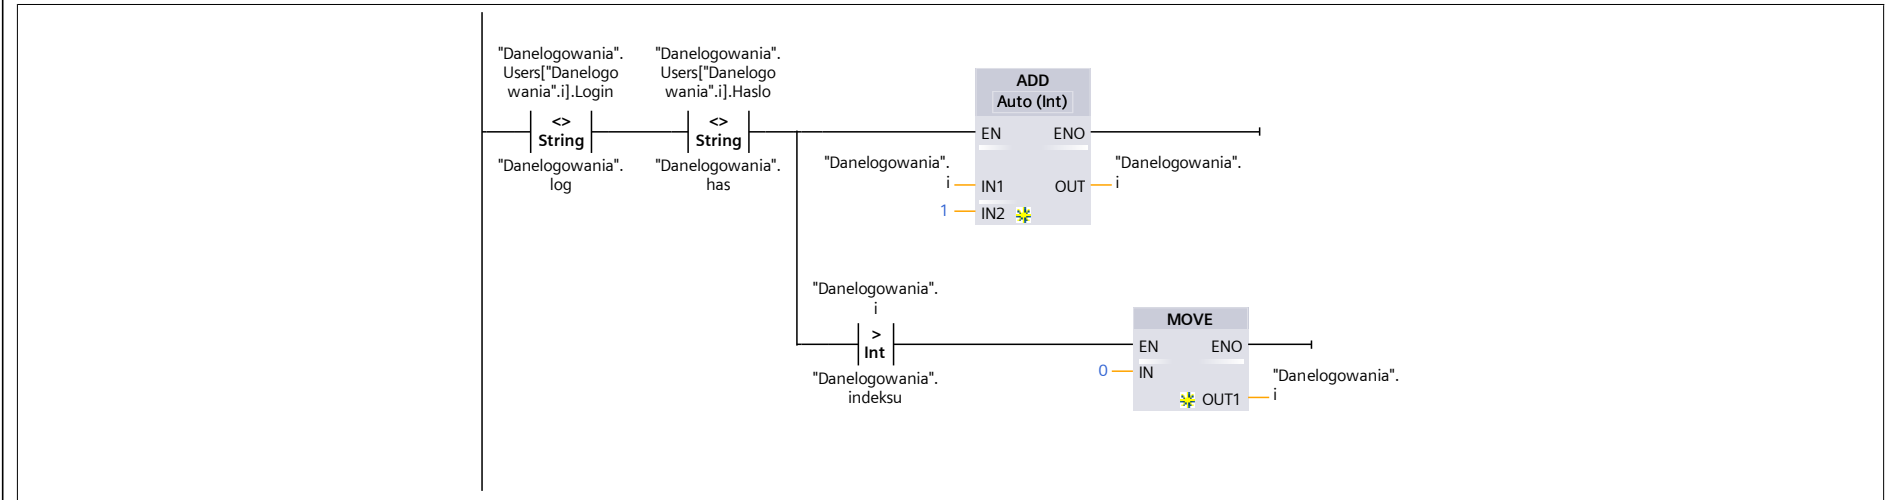 "Danelogowania".
Users["Danelogo
wania".i].Login
<>
String
"Danelogowania".
log
"Danelogowania".
Users["Danelogo
wania".i].Haslo
<>
String
"Danelogowania".
has
ADD
Auto (Int)
EN ENO
"Danelogowania".
i
IN1 OUT
"Danelogowania".
i
1 IN2
"Danelogowania".
i
>
Int
"Danelogowania".
indeksu
MOVE
EN ENO
0 IN
OUT1
"Danelogowania".
i